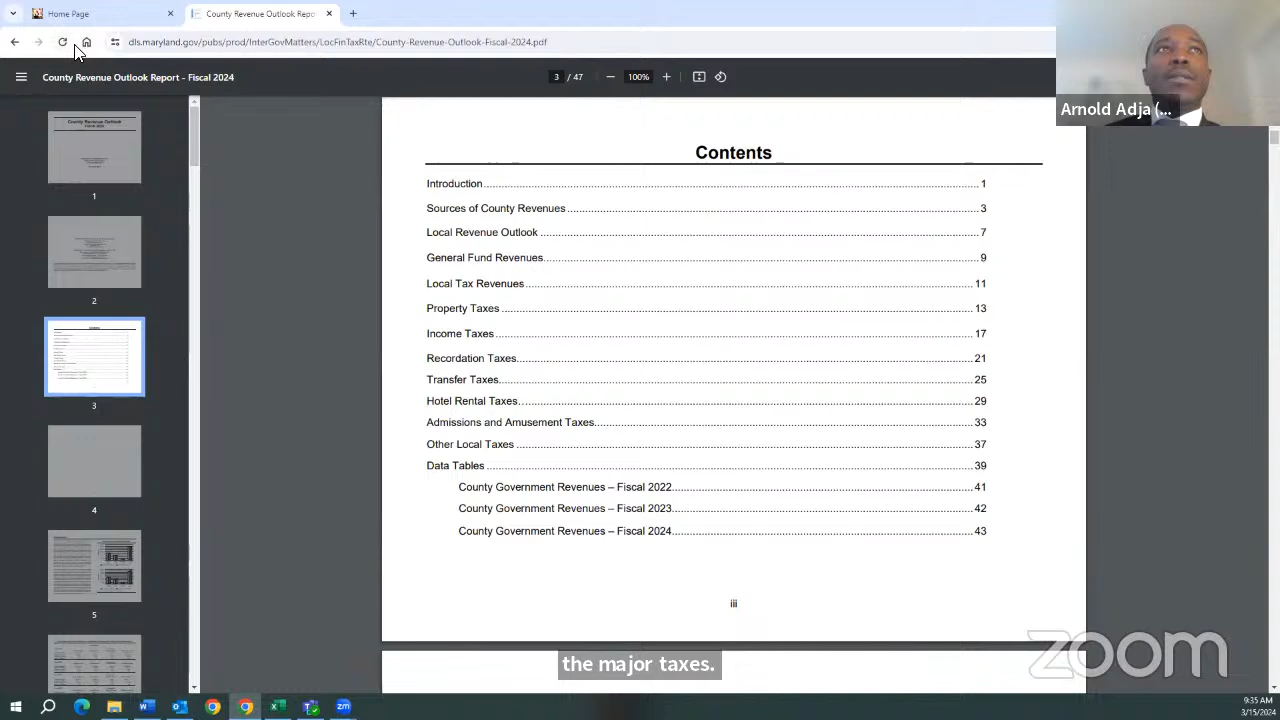 Home Page
County Revenue Outlook Repo
dls.maryland.gov/pubs/prod/InterGovMatters/LocFinTaxRte/County-Revenue-Outlook-Fiscal-2024.pdf
County Revenue Outlook Report - Fiscal 2024
3 / 47
100%
Arnold Adja (...
County Revenue Outlook
1
2
3
4
5
Contents
Introduction 1
Sources of County Revenues 3
Local Revenue Outlook 7
General Fund Revenues 9
Local Tax Revenues 11
Property Taxes 13
Income Taxes 17
Recordation Taxes 21
Transfer Taxes 25
Hotel Rental Taxes 29
Admissions and Amusement Taxes 33
Other Local Taxes 37
Data Tables 39
County Government Revenues – Fiscal 2022 41
County Government Revenues – Fiscal 2023 42
County Government Revenues – Fiscal 2024 43
iii
the major taxes.
zoom
zm
9:35 AM
3/15/2024